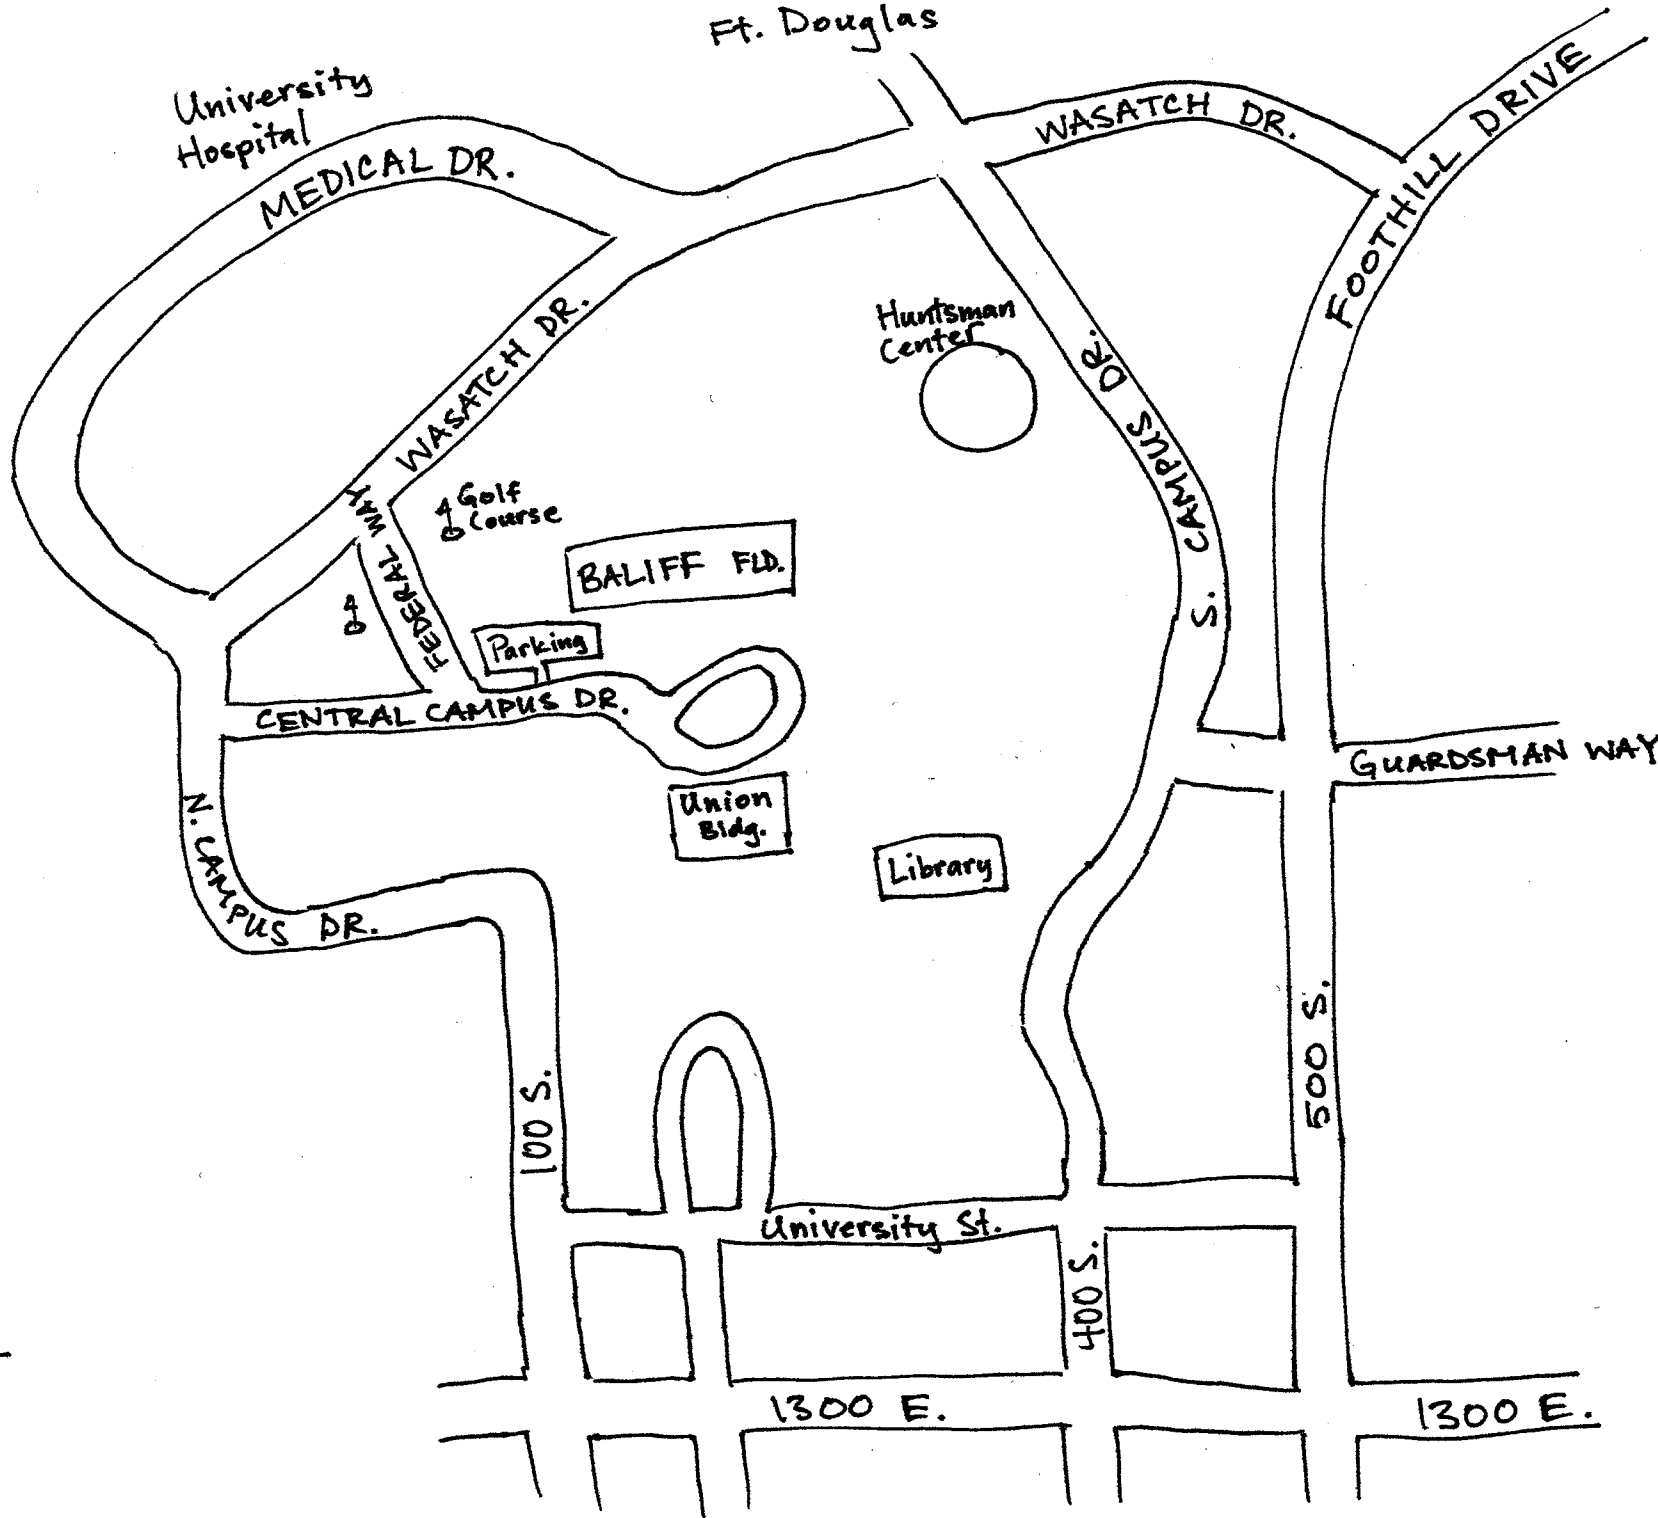 Ft. Douglas
University
Hospital
MEDICAL DR.
WASATCH DR.
FOOTHILL DRIVE
WASATCH DR.
Huntsman
Center
S. CAMPUS DR.
Golf
Course
FEDERAL WAY
BALIFF FLD.
Parking
CENTRAL CAMPUS DR.
GUARDSMAN WAY
Union
Bldg.
Library
N. CAMPUS DR.
100 S.
500 S.
University St.
400 S.
1300 E.
1300 E.